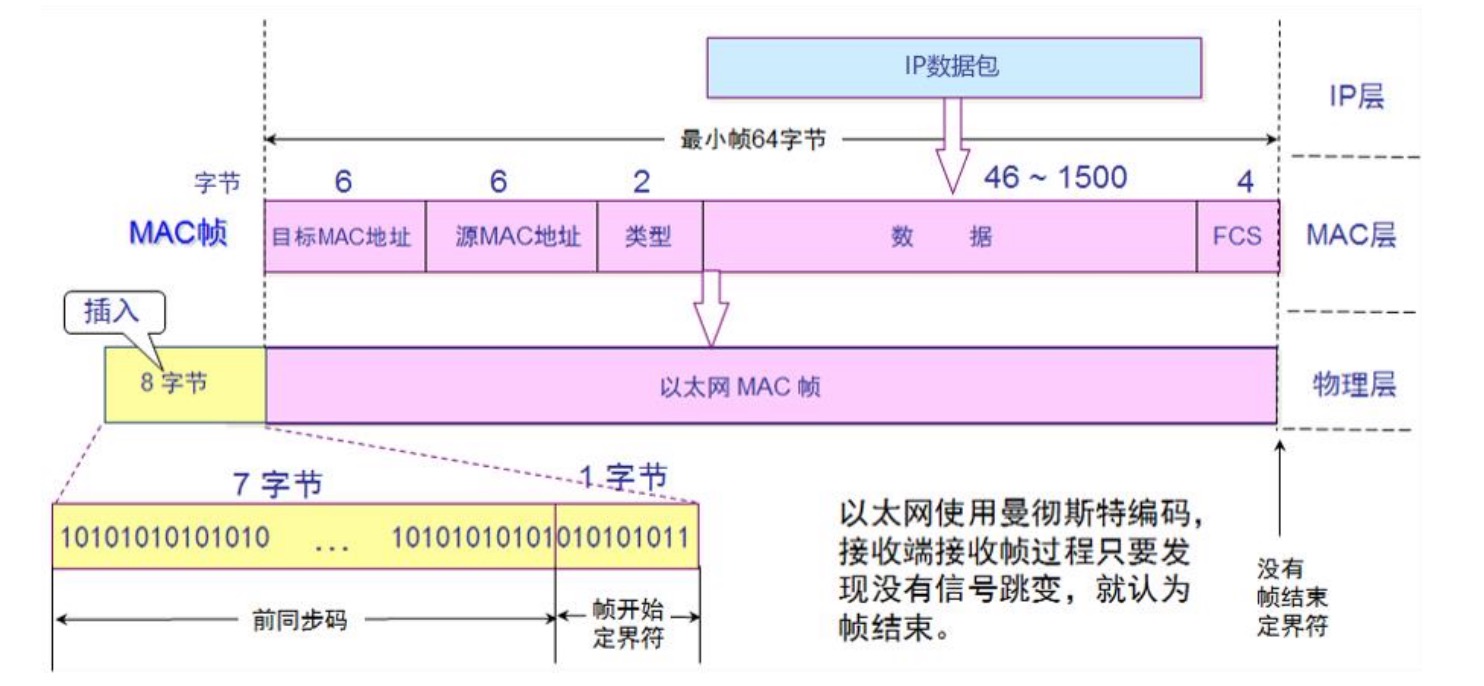 IP数据包
IP层
最小帧64字节
字节 6 6 2 46 ~ 1500 4
MAC帧 目标MAC地址 源MAC地址 类型 数 据 FCS MAC层
插入
8 字节 以太网 MAC 帧 物理层
7 字节 1 字节
10101010101010 ... 10101010101010101011
前同步码 帧开始
定界符
以太网使用曼彻斯特编码,
接收端接收帧过程只要发
现没有信号跳变，就认为
帧结束。
没有
帧结束
定界符